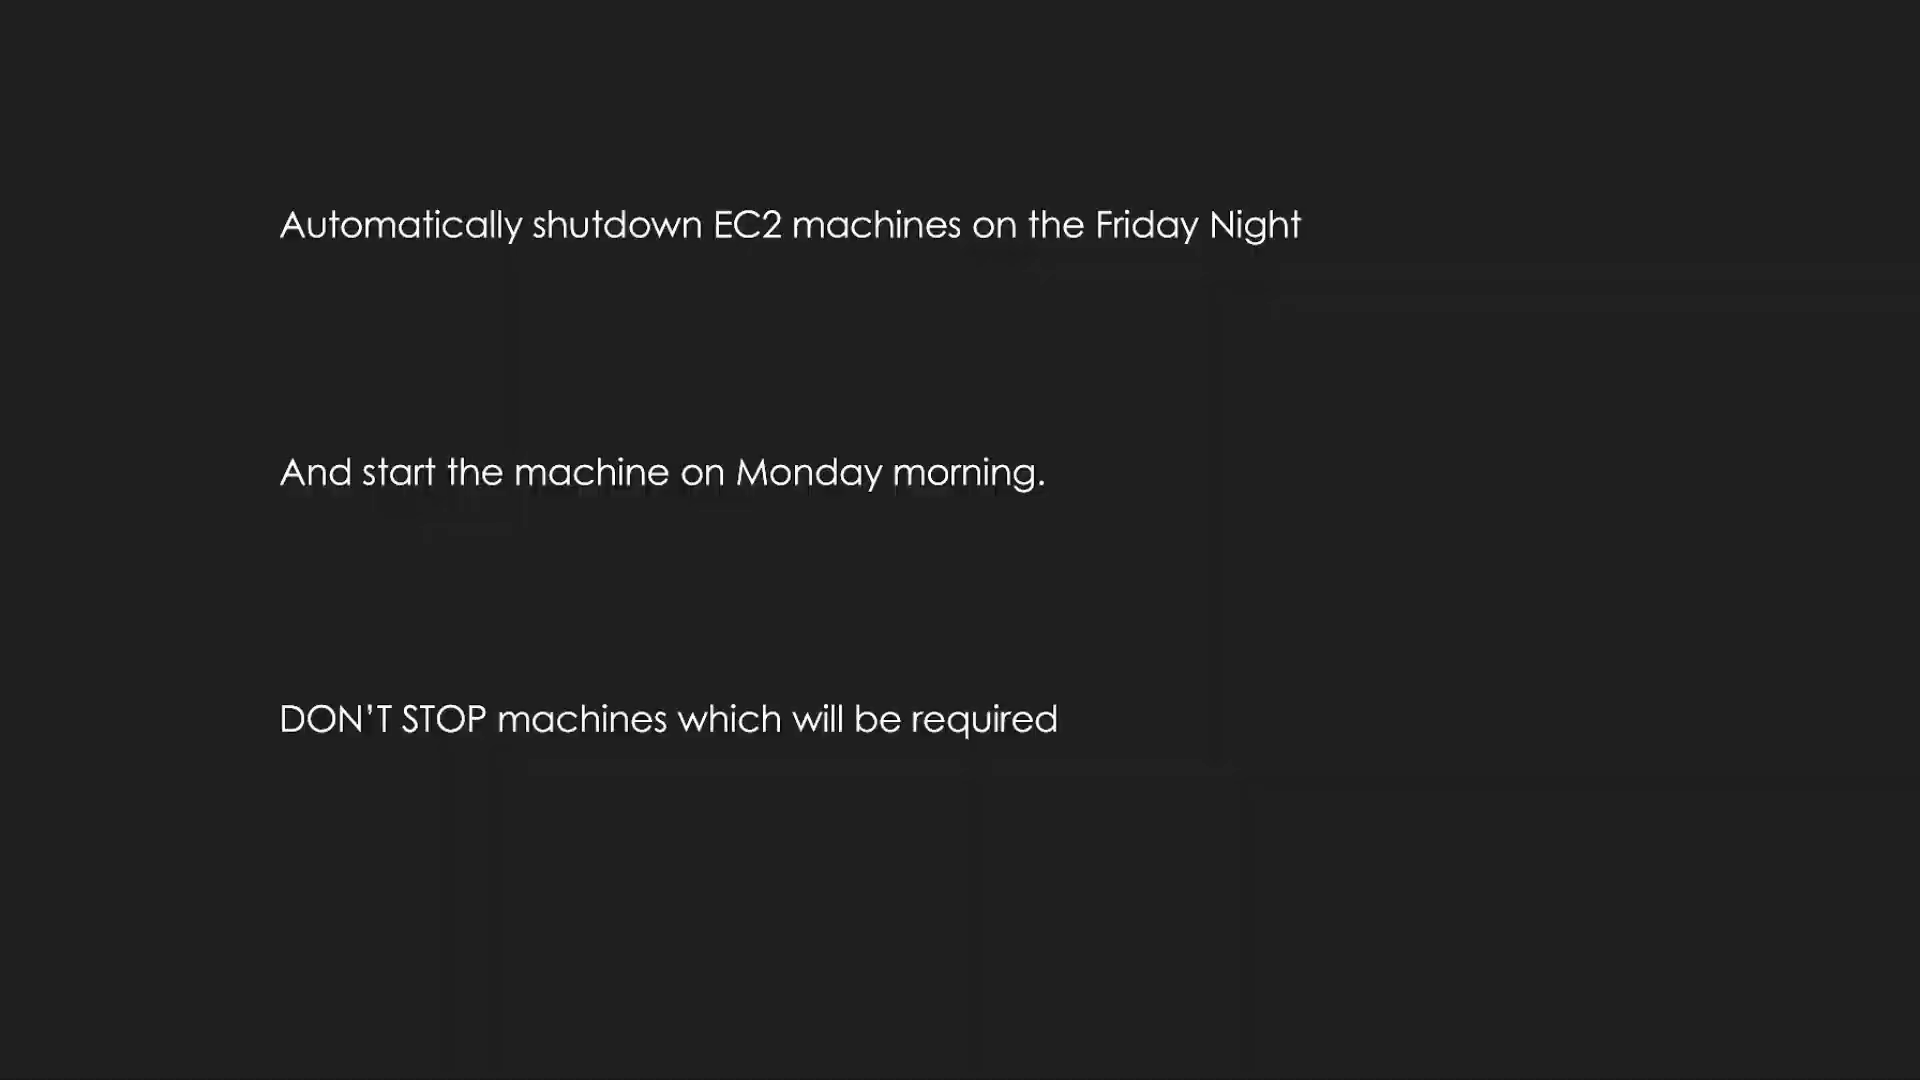 Automatically shutdown EC2 machines on the Friday Night
And start the machine on Monday morning.
DON’T STOP machines which will be required